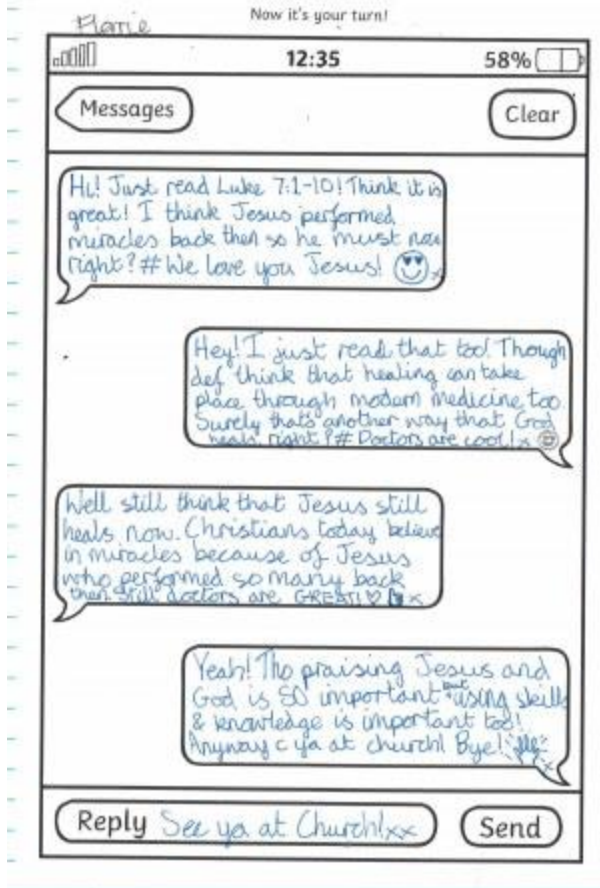 Now it's your turn!
Florrie
12:35
58%
Messages
Clear
Hi! Just read Luke 7:1-10! Think it is
great! I think Jesus performed
miracles back then so he must now
right? # We love you Jesus! x
Hey! I just read that too! Though
def think that healing can take
place through modern medicine too
Surely that's another way that God
heals, right? # Doctors are cool! x
Well still think that Jesus still
heals now. Christians today believe
in miracles because of Jesus
who performed so many back
then. Still doctors are GREAT! ♡ x
Yeah! Tho praising Jesus and
God is SO important but using skills
& knowledge is important too!
Anyway c ya at church! Bye! x
Reply See ya at Church! xx
Send